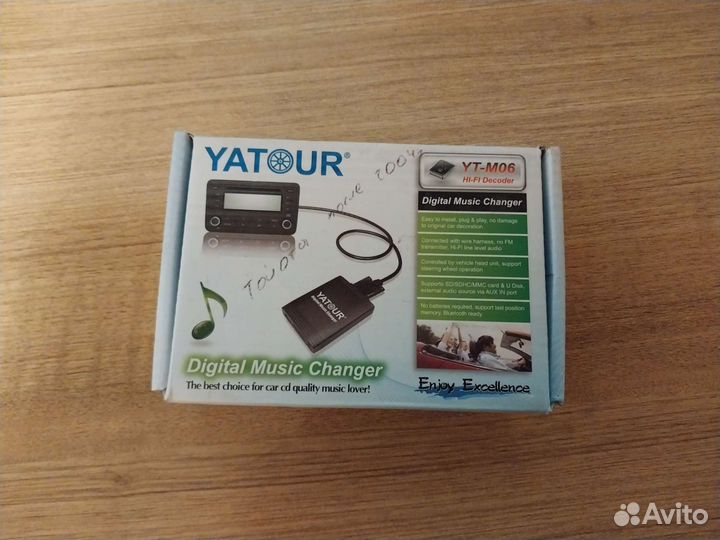 YATOUR®
YT-M06
HI-FI Decoder
Digital Music Changer
Easy to install, plug & play, no damage
to original car decoration
Connected with wire harness, no FM
transmitter, Hi-Fi line level audio
Controlled by vehicle head unit, support
steering wheel operation
Supports SD/SDHC/MMC card & U Disk,
external audio source via AUX IN port
No batteries required, support last position
memory, Bluetooth ready
Toyota после 2004г
YATOUR
Digital Music Changer
The best choice for car cd quality music lover!
Enjoy Excellence
Avito